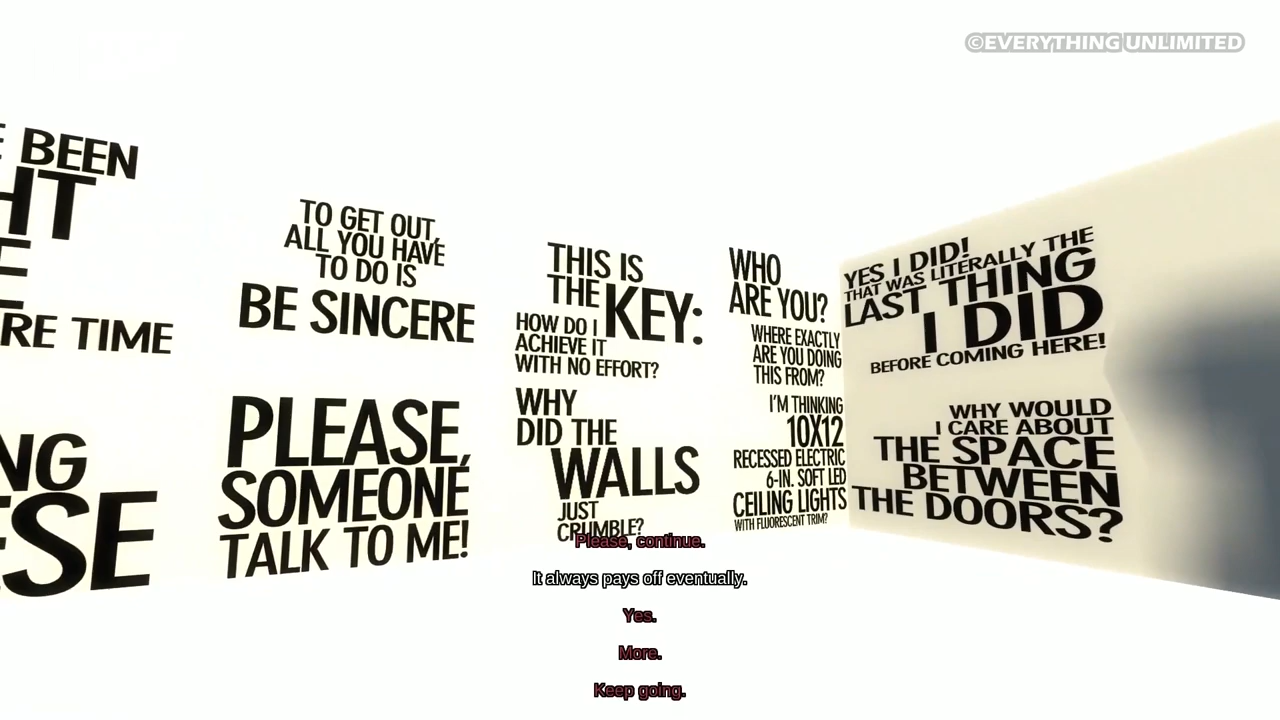 ©EVERYTHING UNLIMITED
BEEN
RE TIME
TO GET OUT,
ALL YOU HAVE
TO DO IS
BE SINCERE
PLEASE,
SOMEONE
TALK TO ME!
THIS IS
THE KEY:
HOW DO I
ACHIEVE IT
WITH NO EFFORT?
WHY
DID THE
WALLS
JUST
CRUMBLE?
WHO
ARE YOU?
WHERE EXACTLY
ARE YOU DOING
THIS FROM?
I'M THINKING
10X12
RECESSED ELECTRIC
6-IN. SOFT LED
CEILING LIGHTS
WITH FLUORESCENT TRIM?
YES I DID!
THAT WAS LITERALLY THE
LAST THING
I DID
BEFORE COMING HERE!
WHY WOULD
I CARE ABOUT
THE SPACE
BETWEEN
THE DOORS?
Please, continue.
It always pays off eventually.
Yes.
More.
Keep going.